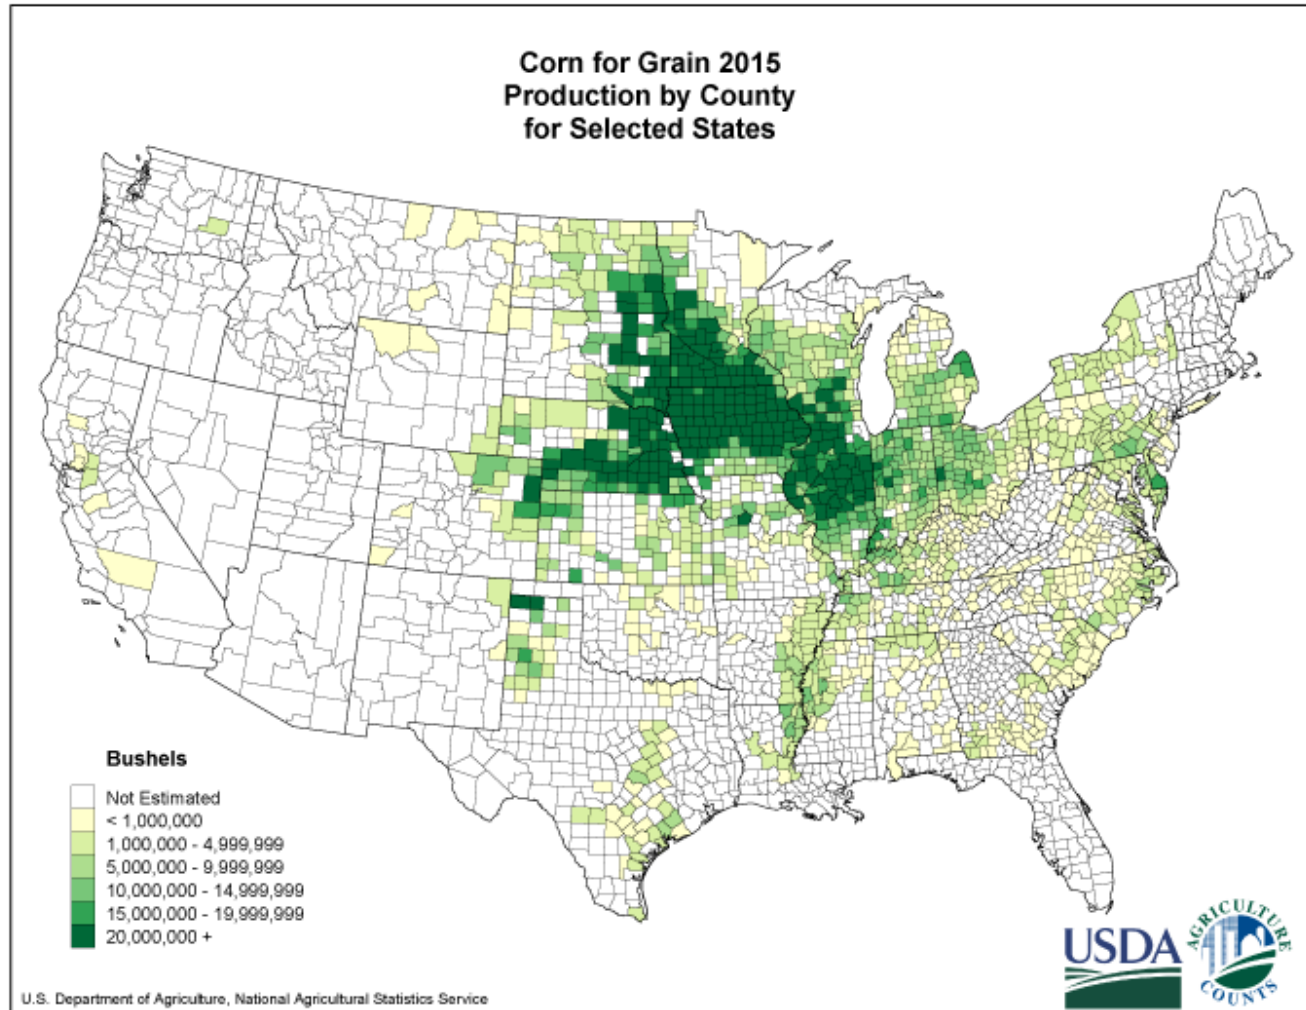 Corn for Grain 2015
Production by County
for Selected States
Bushels
Not Estimated
< 1,000,000
1,000,000 - 4,999,999
5,000,000 - 9,999,999
10,000,000 - 14,999,999
15,000,000 - 19,999,999
20,000,000 +
USDA
AGRICULTURE
COUNTS
U.S. Department of Agriculture, National Agricultural Statistics Service